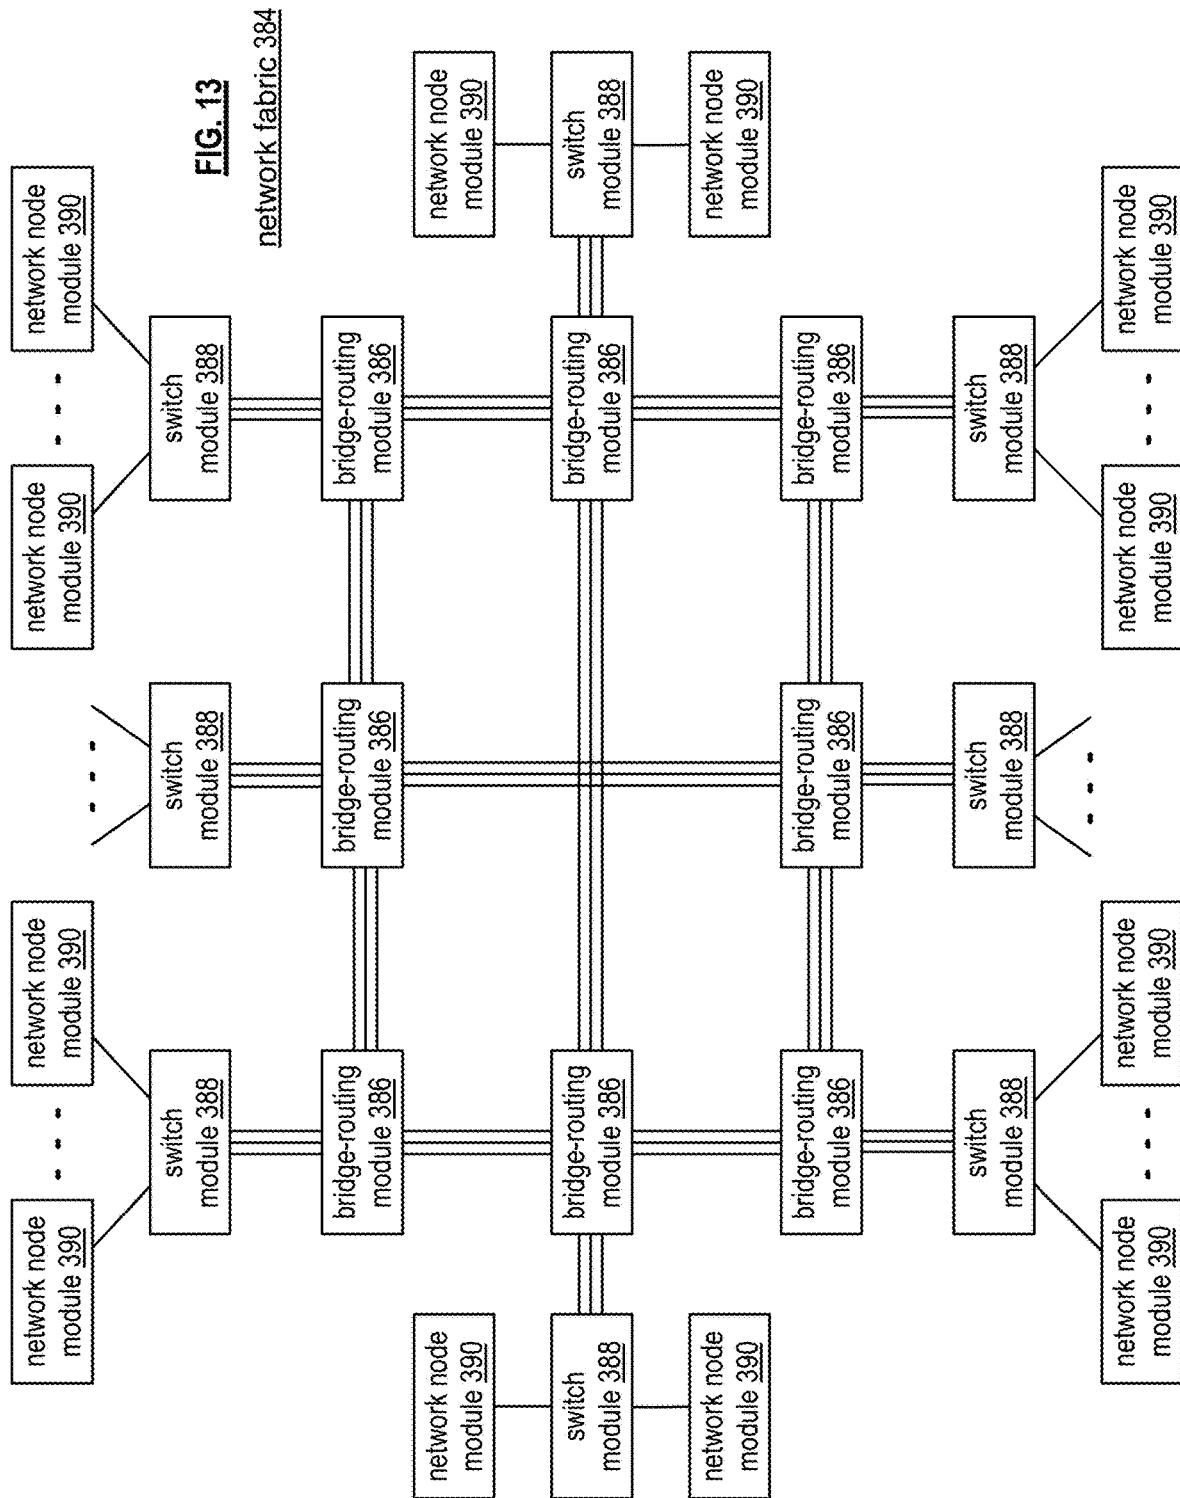 network node
module 390
network node
module 390
network node
module 390
network node
module 390
switch
module 388
switch
module 388
switch
module 388
FIG. 13
network fabric 384
bridge-routing
module 386
bridge-routing
module 386
bridge-routing
module 386
network node
module 390
network node
module 390
switch
module 388
bridge-routing
module 386
bridge-routing
module 386
switch
module 388
network node
module 390
network node
module 390
bridge-routing
module 386
bridge-routing
module 386
bridge-routing
module 386
switch
module 388
switch
module 388
switch
module 388
network node
module 390
network node
module 390
network node
module 390
network node
module 390